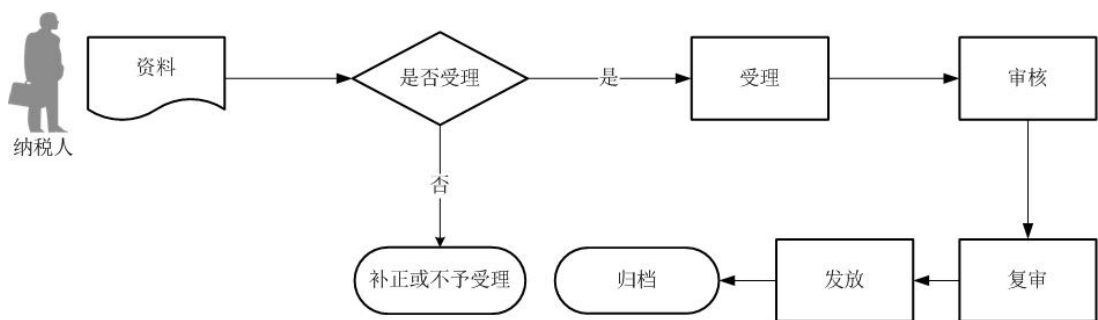 资料
纳税人
是否受理
是
受理
审核
否
补正或不予受理
归档
发放
复审